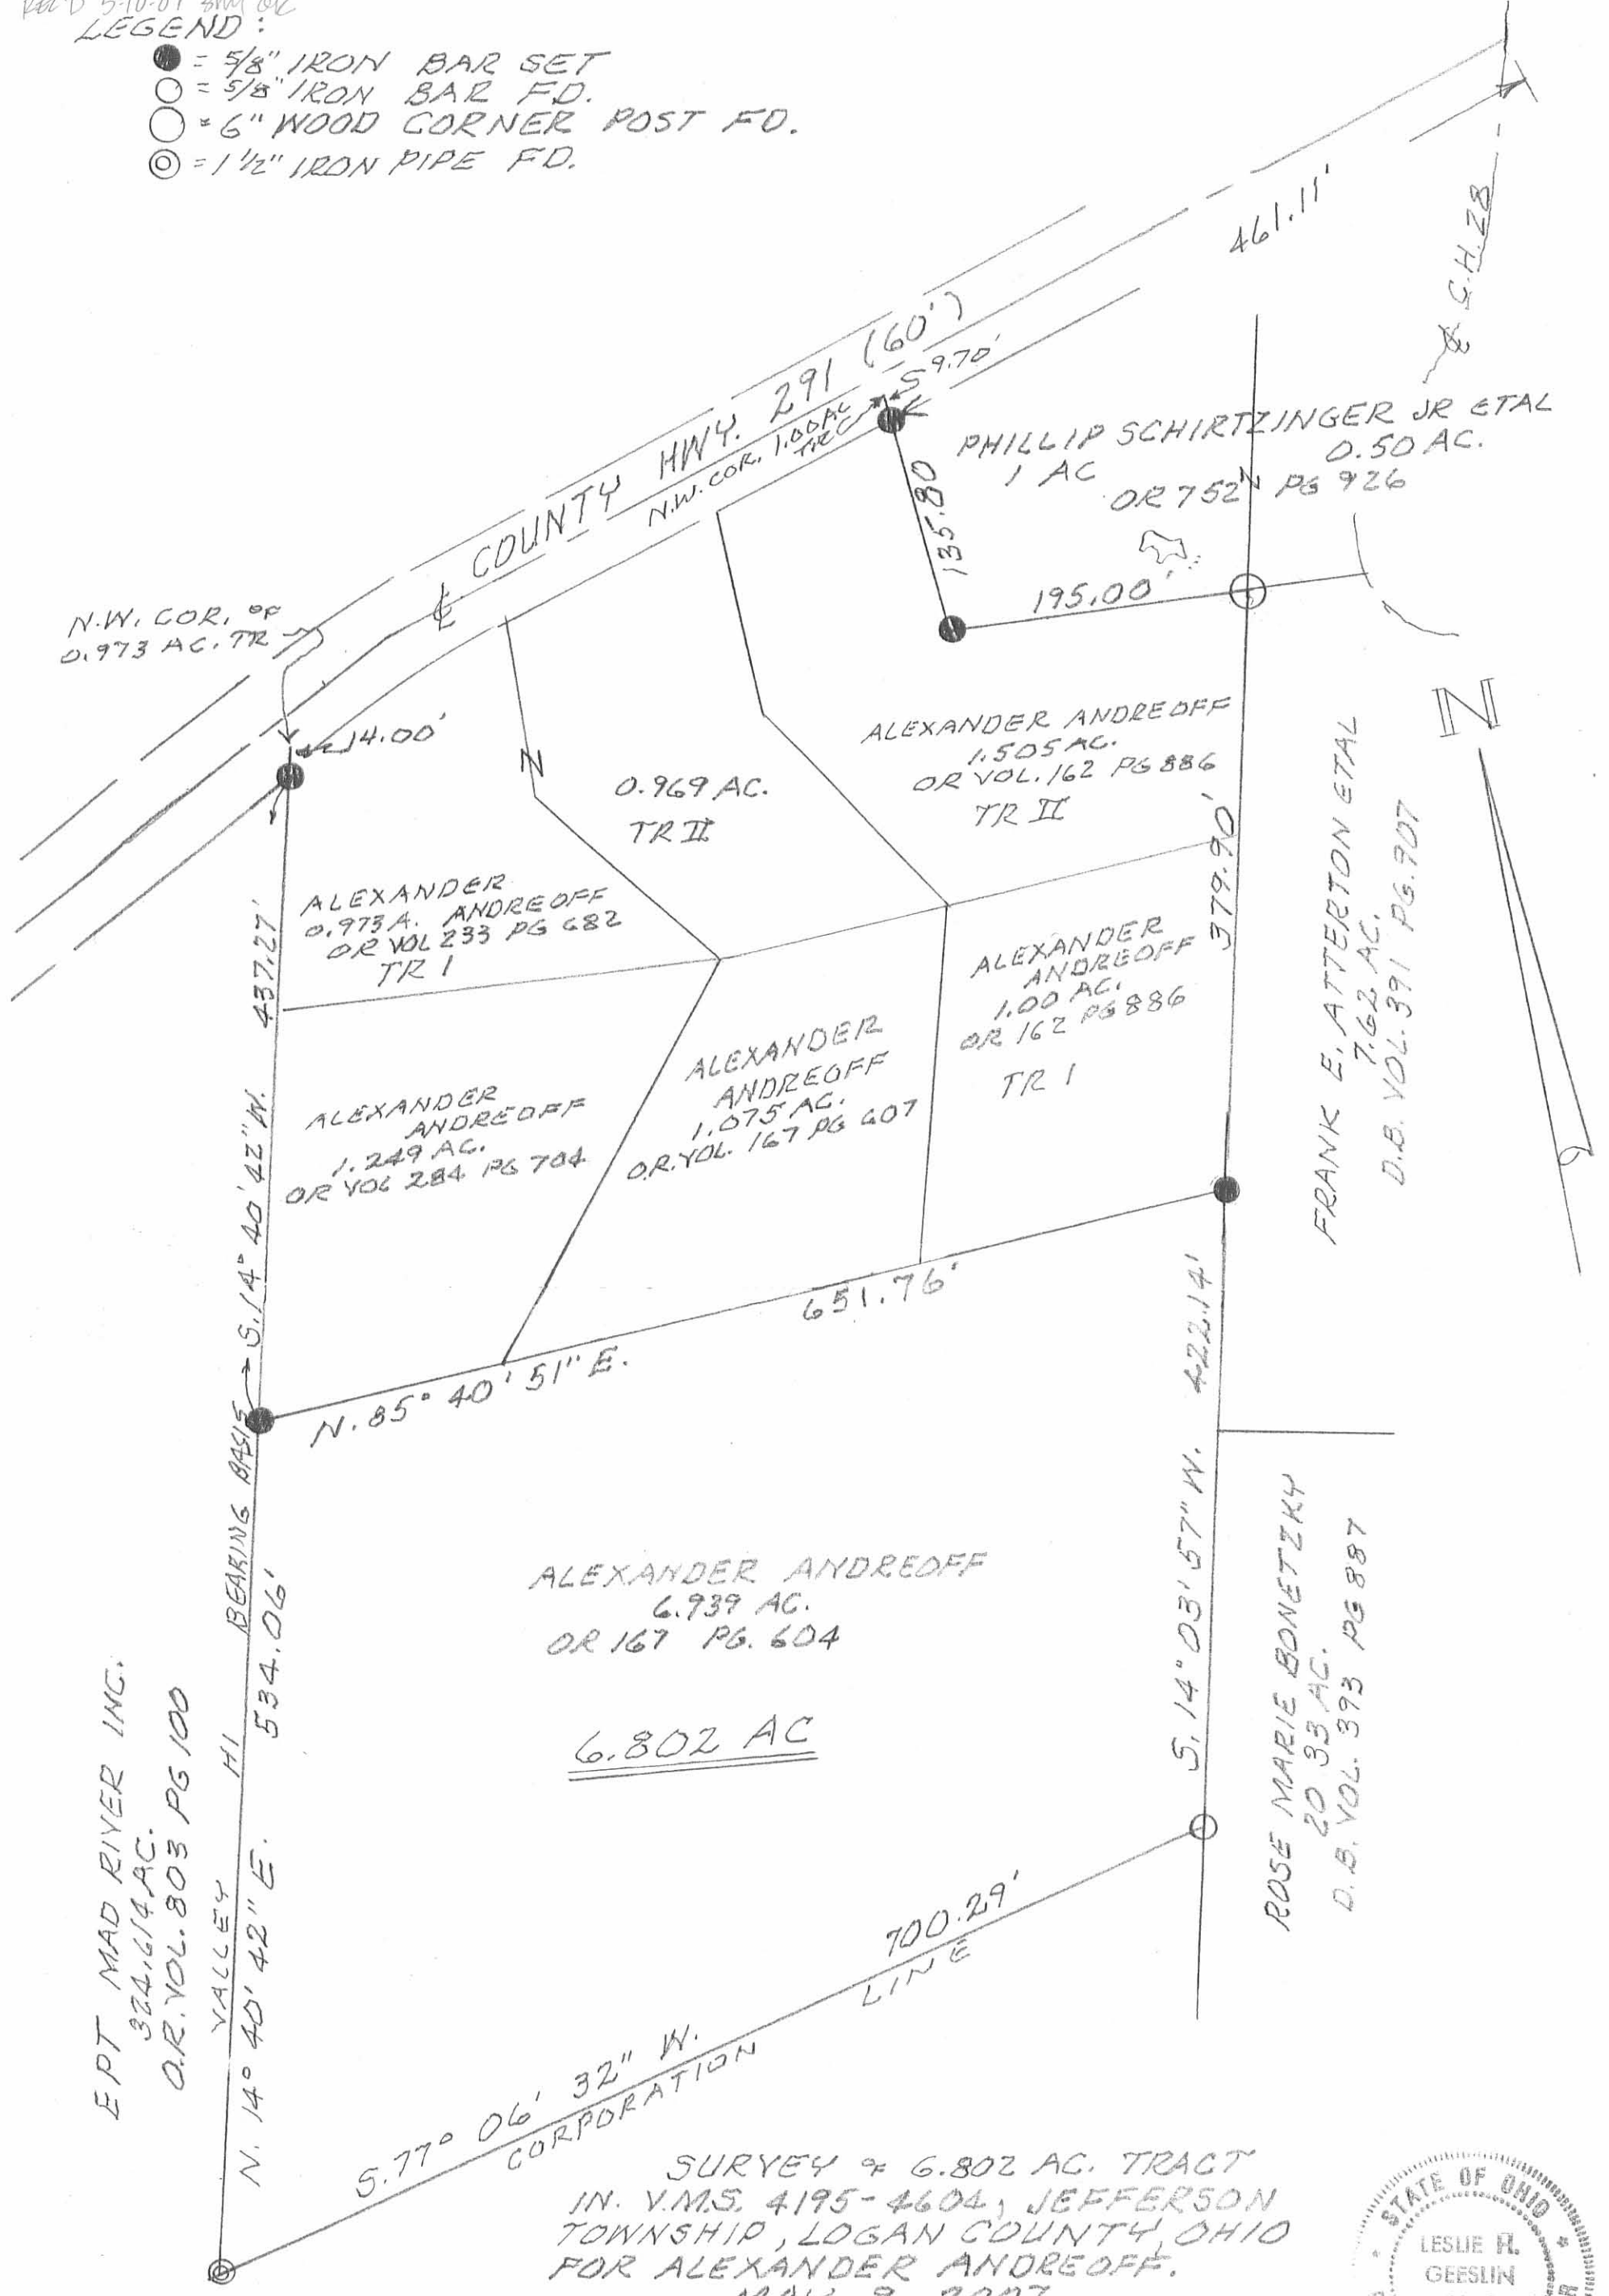 REC'D 5-10-07
LEGEND:
● = 5/8" IRON BAR SET
○ = 5/8" IRON BAR FD.
○ = 6" WOOD CORNER POST FD.
◎ = 1 1/2" IRON PIPE FD.
461.11'
℄ C.H. 28
℄ COUNTY HWY. 291 (60')
N.W. COR. 1.00 AC
TR
59.70'
PHILLIP SCHIRTZINGER JR ETAL
1 AC 0.50 AC.
OR 752 PG 926
135.80
195.00'
N.W. COR. OF
0.973 AC. TR
14.00'
Z
Z
N
0.969 AC.
TR II
ALEXANDER ANDREOFF
1.505 AC.
OR VOL. 162 PG 886
TR II
379.90'
FRANK E. ATTERTON ETAL
7.62 AC.
D.B. VOL. 391 PG. 907
ALEXANDER
0.973 A. ANDREOFF
OR VOL 233 PG 682
TR I
437.27'
S. 14° 40' 42" W.
ALEXANDER
ANDREOFF
1.249 AC.
OR VOL 284 PG 704
ALEXANDER
ANDREOFF
1.075 AC.
O.R. VOL. 167 PG 607
ALEXANDER
ANDREOFF
1.00 AC.
OR 162 PG 886
TR I
651.76'
N. 85° 40' 51" E.
422.14'
S. 14° 03' 57" W.
BEARING BASIS
VALLEY HI
534.06'
N. 14° 40' 42" E.
ALEXANDER ANDREOFF
6.939 AC.
OR 167 PG. 604
6.802 AC
EPT MAD RIVER INC.
324.614 AC.
O.R. VOL. 803 PG 100
ROSE MARIE BONETZKY
20 33 AC.
D.B. VOL. 393 PG 887
700.29'
S. 77° 06' 32" W.
CORPORATION LINE
SURVEY OF 6.802 AC. TRACT
IN. V.M.S. 4195-4604, JEFFERSON
TOWNSHIP, LOGAN COUNTY, OHIO
FOR ALEXANDER ANDREOFF.
MAY 8, 2007
STATE OF OHIO
LESLIE H.
GEESLIN